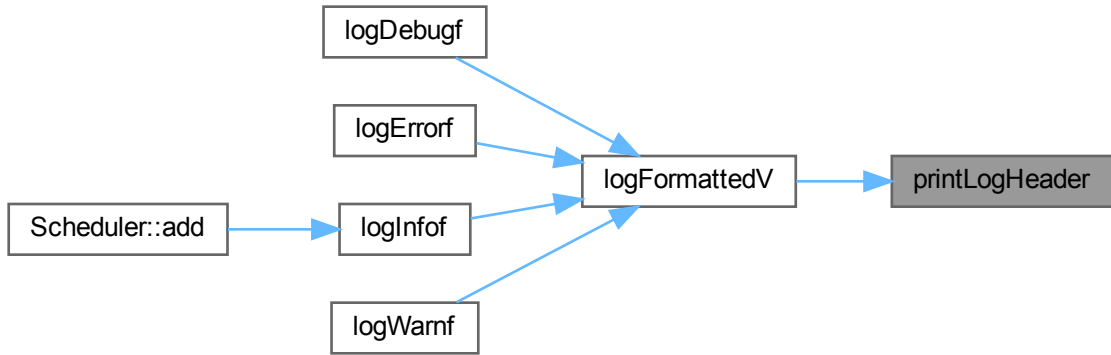 logDebugf
logErrorf
logFormattedV
printLogHeader
Scheduler::add
logInfof
logWarnf